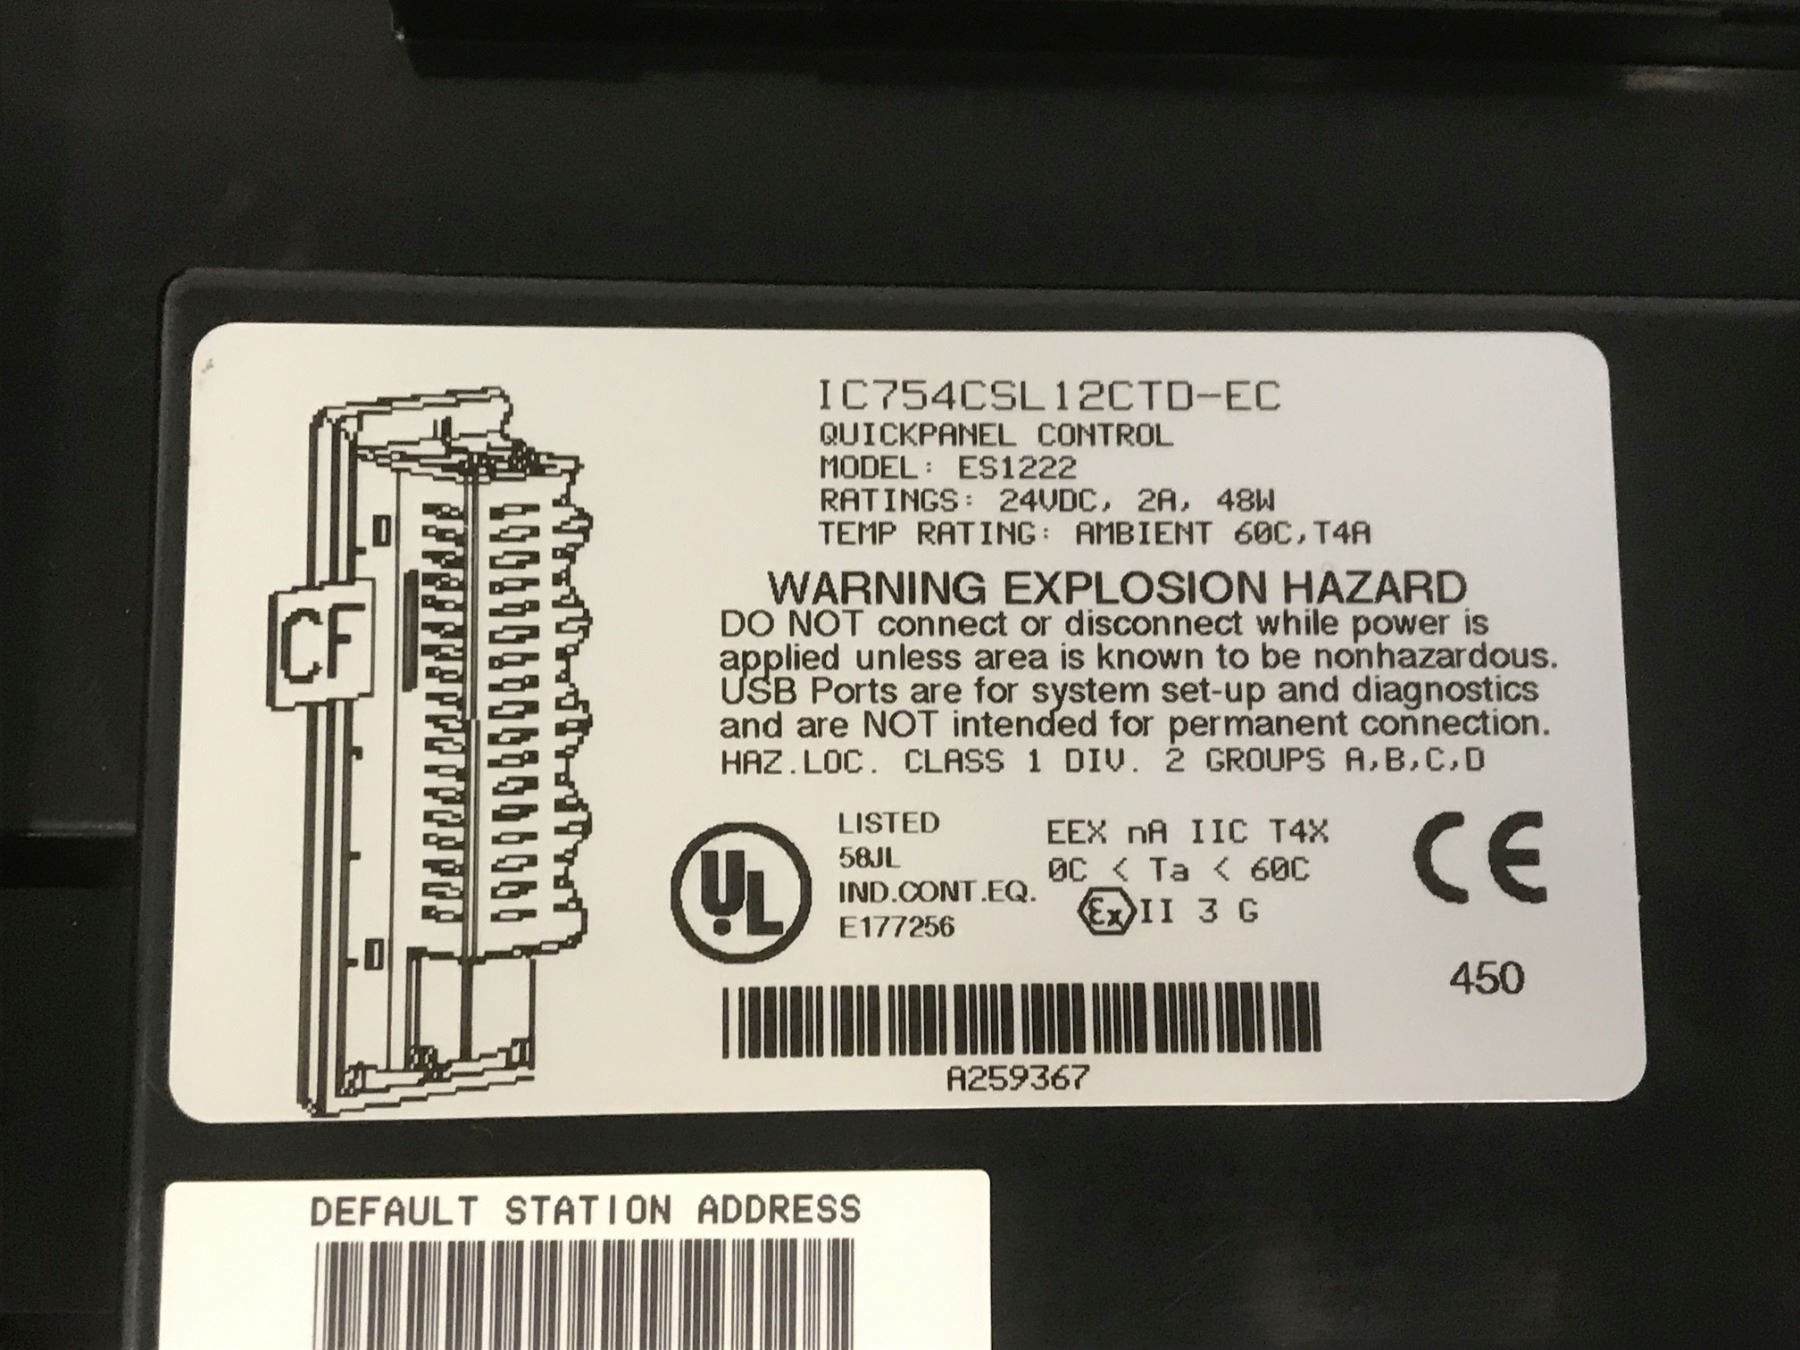 IC754CSL12CTD-EC
QUICKPANEL CONTROL
MODEL: ES1222
RATINGS: 24VDC, 2A, 48W
TEMP RATING: AMBIENT 60C,T4A
WARNING EXPLOSION HAZARD
DO NOT connect or disconnect while power is
applied unless area is known to be nonhazardous.
USB Ports are for system set-up and diagnostics
and are NOT intended for permanent connection.
HAZ.LOC. CLASS 1 DIV. 2 GROUPS A,B,C,D
CF
UL
LISTED
58JL
IND.CONT.EQ.
E177256
EEX nA IIC T4X
0C < Ta < 60C
Ex II 3 G
CE
450
A259367
DEFAULT STATION ADDRESS